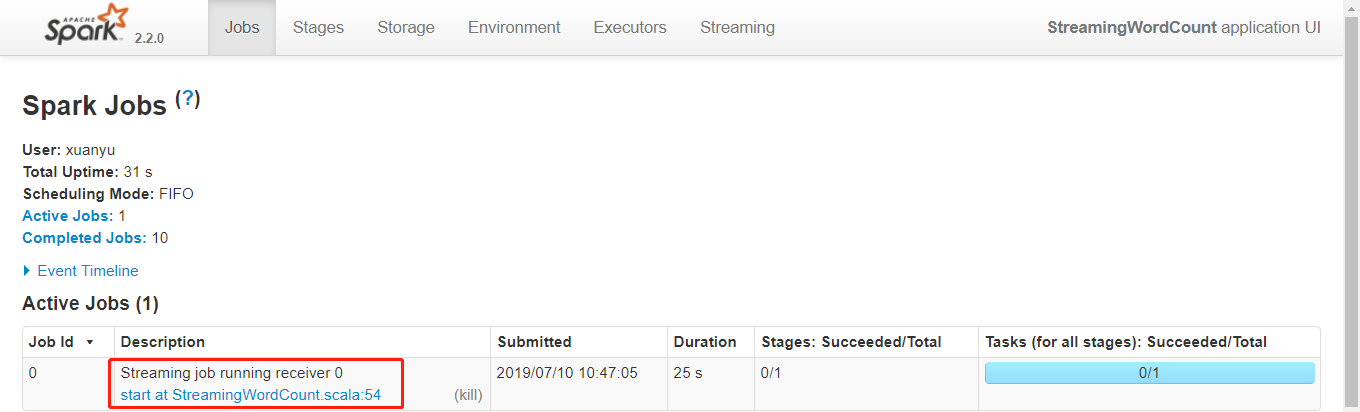 APACHE
Spark 2.2.0 Jobs Stages Storage Environment Executors Streaming StreamingWordCount application UI
Spark Jobs (?)
User: xuanyu
Total Uptime: 31 s
Scheduling Mode: FIFO
Active Jobs: 1
Completed Jobs: 10
Event Timeline
Active Jobs (1)
Job Id Description Submitted Duration Stages: Succeeded/Total Tasks (for all stages): Succeeded/Total
0 Streaming job running receiver 0 2019/07/10 10:47:05 25 s 0/1 0/1
start at StreamingWordCount.scala:54 (kill)